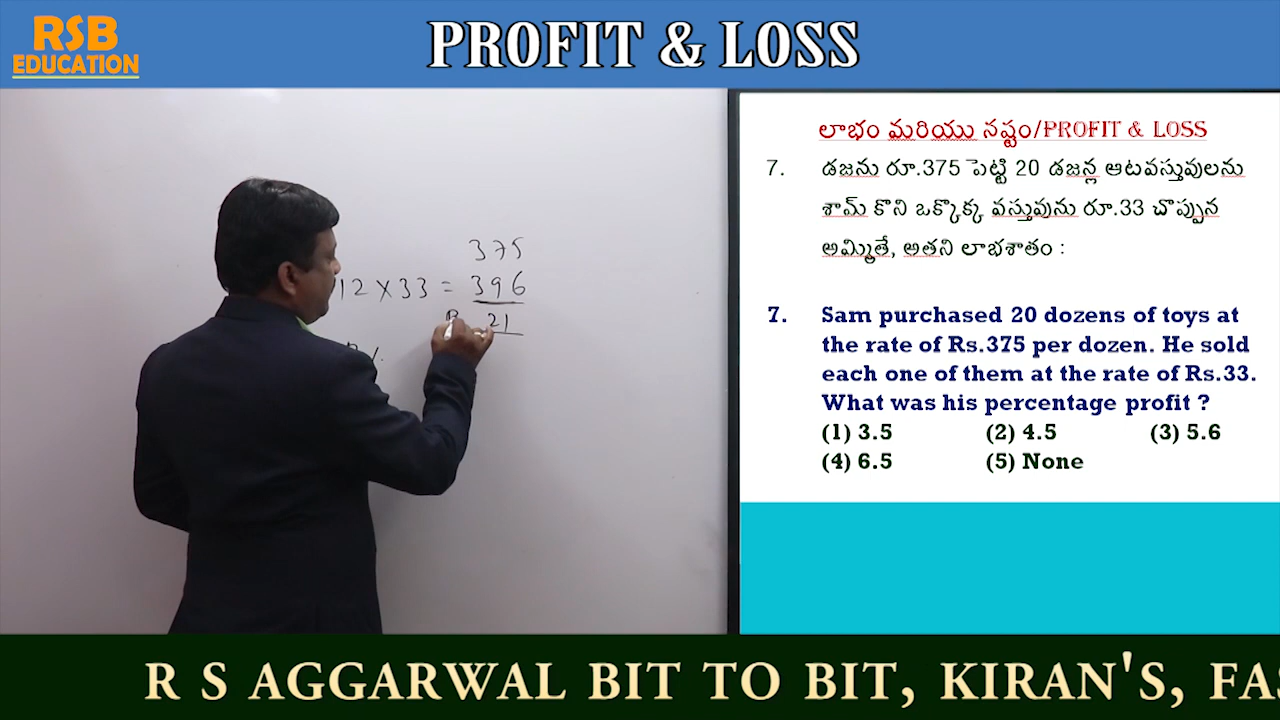 RSB
EDUCATION
PROFIT & LOSS
375
12 × 33 = 396
21
లాభం మరియు నష్టం/PROFIT & LOSS
7. డజను రూ.375 పెట్టి 20 డజన్ల ఆటవస్తువులను
శామ్ కొని ఒక్కొక్క వస్తువును రూ.33 చొప్పున
అమ్మితే, అతని లాభశాతం :
7. Sam purchased 20 dozens of toys at
the rate of Rs.375 per dozen. He sold
each one of them at the rate of Rs.33.
What was his percentage profit ?
(1) 3.5 (2) 4.5 (3) 5.6
(4) 6.5 (5) None
R S AGGARWAL BIT TO BIT, KIRAN'S,